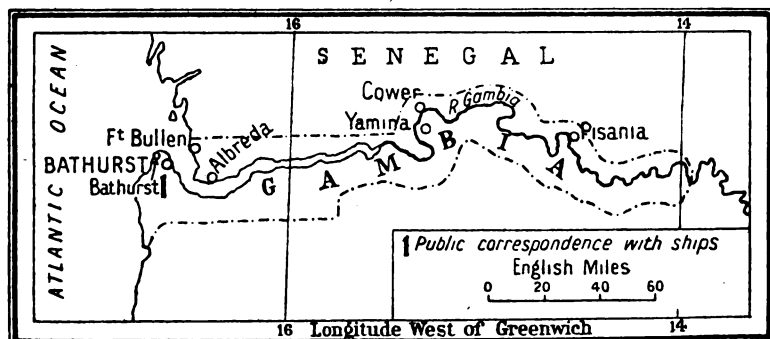 16 14
SENEGAL
ATLANTIC OCEAN
Cower
R. Gambia
Yamina
Pisania
Ft Bullen
Albreda
BATHURST
Bathurst
GAMBIA
Public correspondence with ships
English Miles
0 20 40 60
16 Longitude West of Greenwich 14